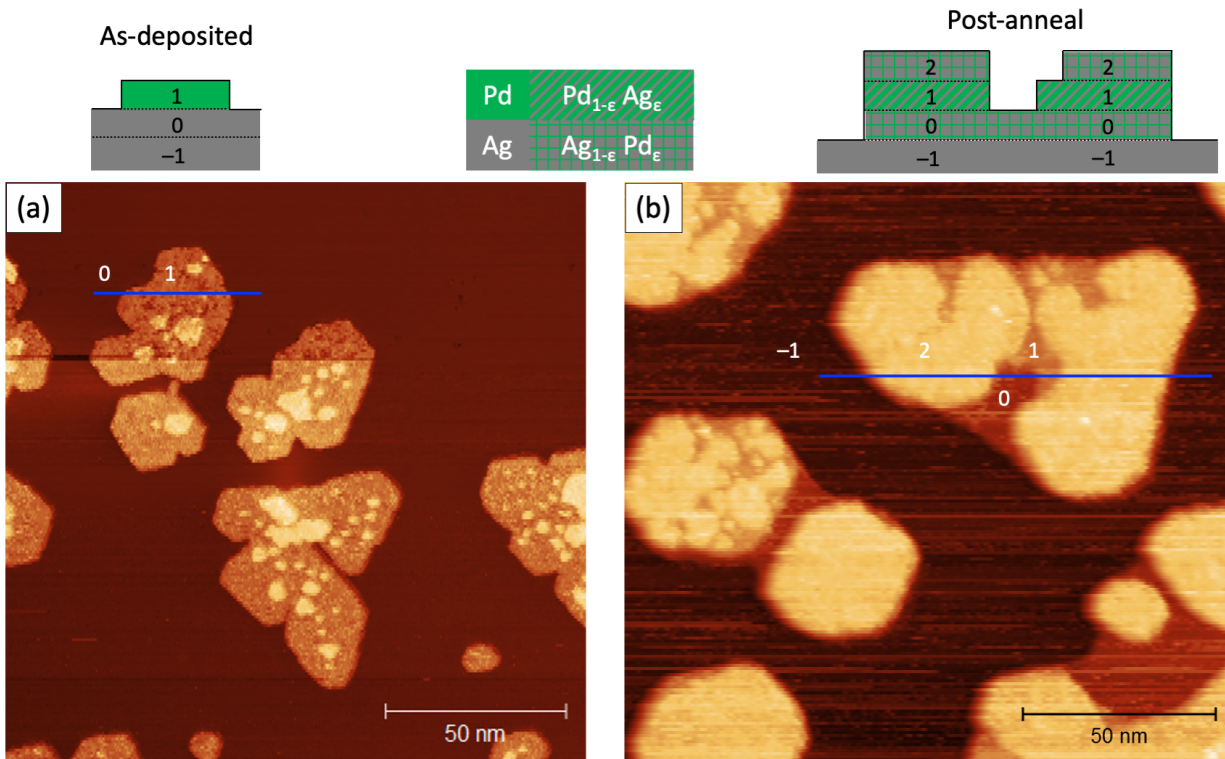 As-deposited
1
0
–1
Pd Pd₁₋ε Agε
Ag Ag₁₋ε Pdε
Post-anneal
2 2
1 1
0 0
–1 –1
(a)
0 1
50 nm
(b)
–1 2 1
0
50 nm